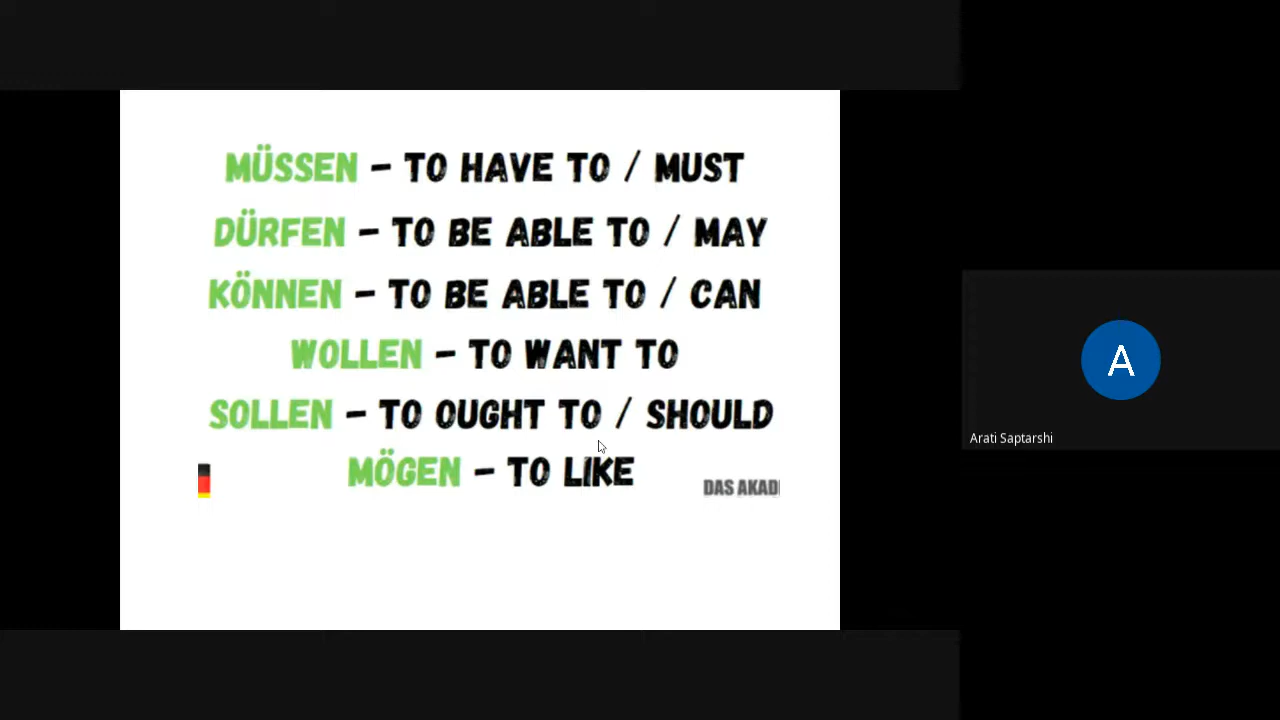 MÜSSEN – TO HAVE TO / MUST
DÜRFEN – TO BE ABLE TO / MAY
KÖNNEN – TO BE ABLE TO / CAN
WOLLEN – TO WANT TO
SOLLEN – TO OUGHT TO / SHOULD
MÖGEN – TO LIKE
DAS AKAD
A
Arati Saptarshi